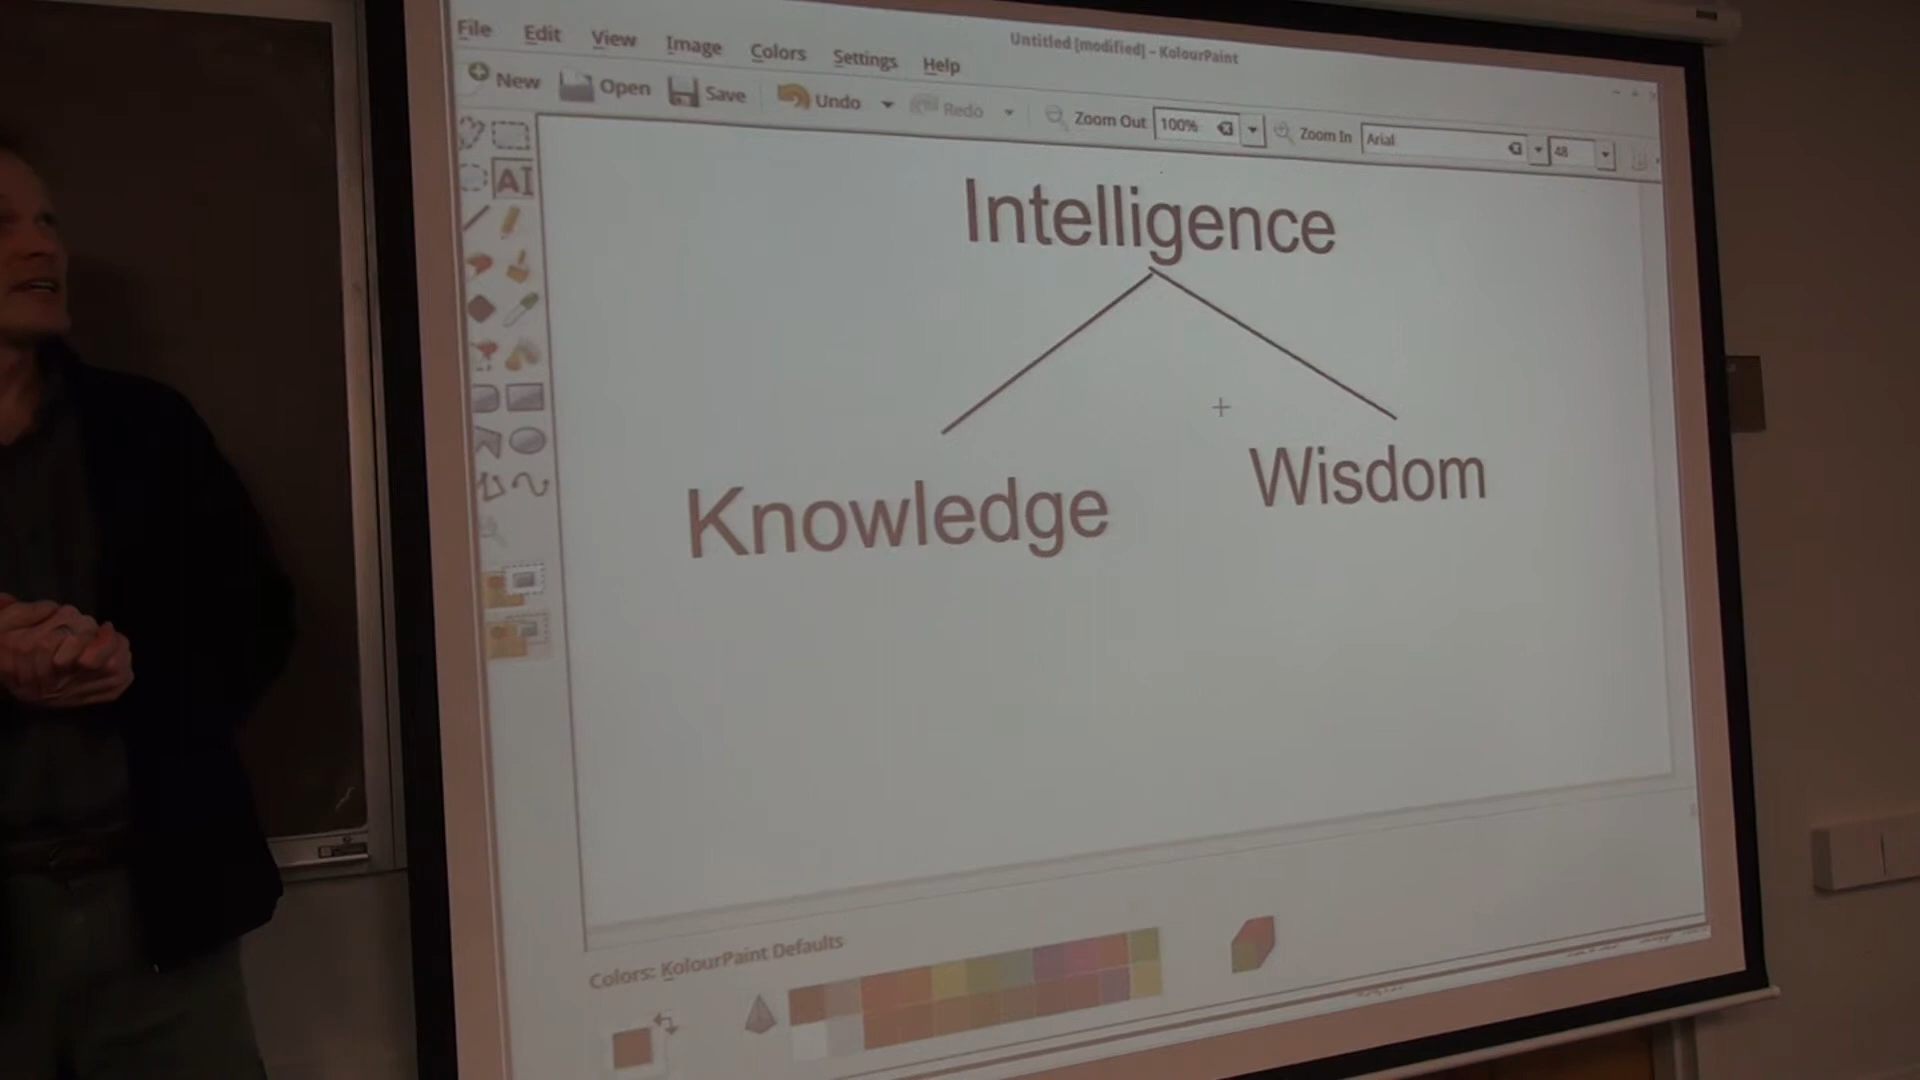 Untitled [modified] - KolourPaint
File Edit View Image Colors Settings Help
New Open Save Undo Redo Zoom Out 100% Zoom In Arial 48
AI
Intelligence
Knowledge
Wisdom
Colors: KolourPaint Defaults